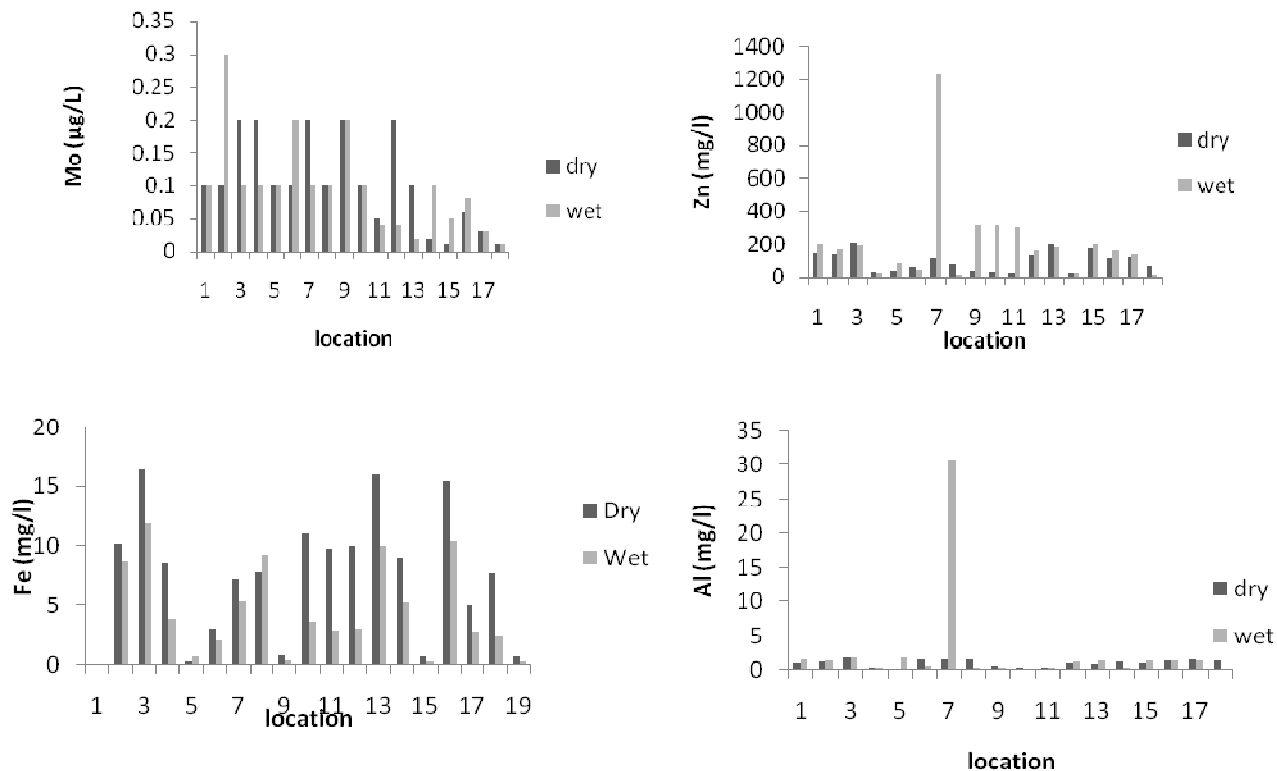 0.35
0.3
0.25
0.2
0.15
0.1
0.05
0
Mo (µg/L)
1 3 5 7 9 11 13 15 17
location
dry
wet
1400
1200
1000
800
600
400
200
0
Zn (mg/l)
1 3 5 7 9 11 13 15 17
location
dry
wet
20
15
10
5
0
Fe (mg/l)
1 3 5 7 9 11 13 15 17 19
location
Dry
Wet
35
30
25
20
15
10
5
0
Al (mg/l)
1 3 5 7 9 11 13 15 17
location
dry
wet